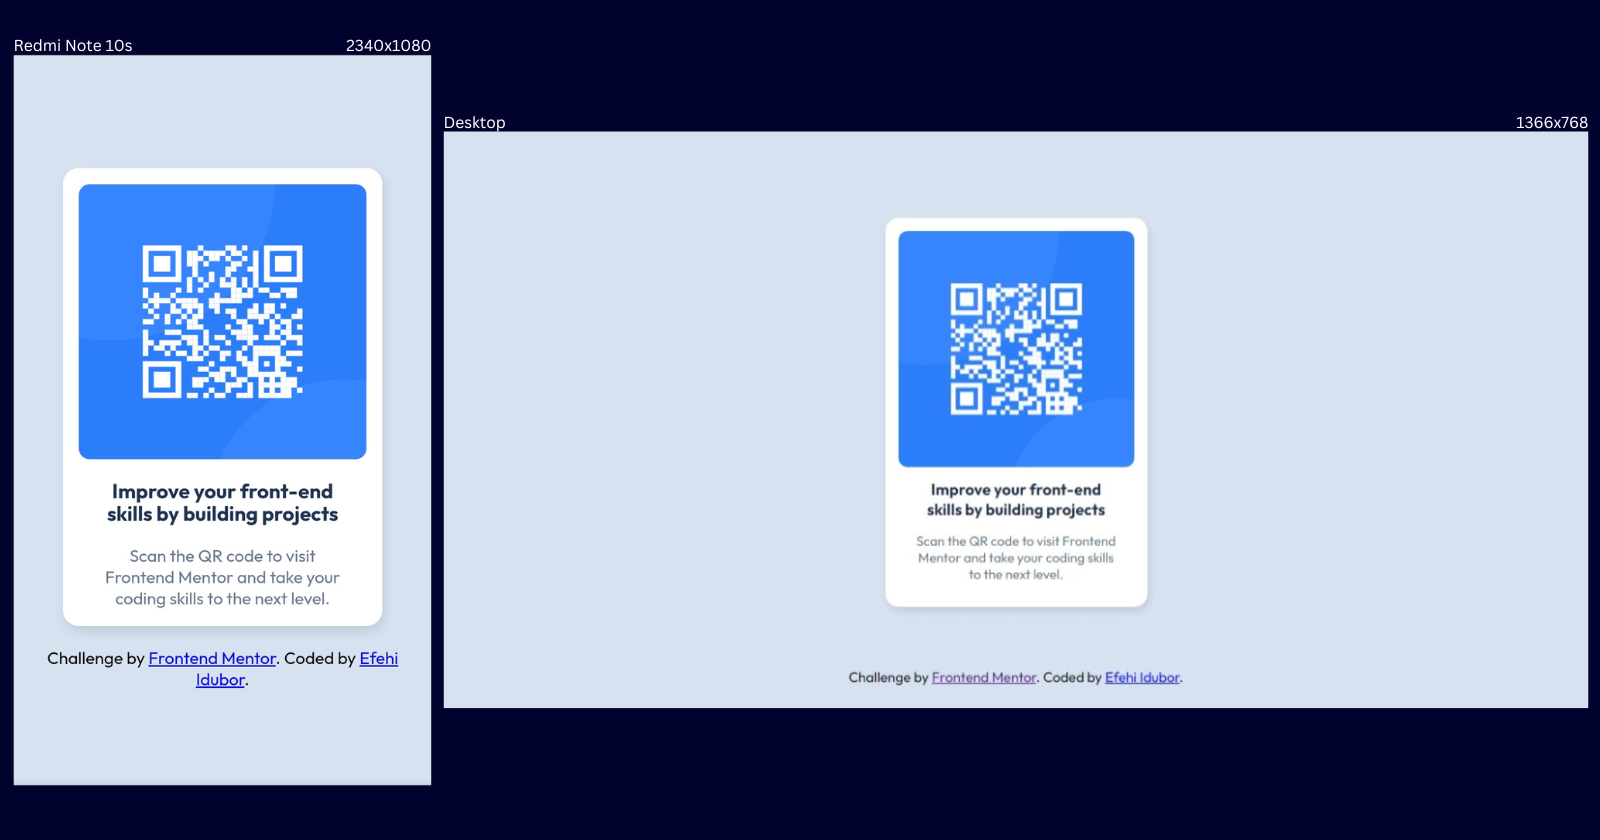 Redmi Note 10s 2340x1080
Improve your front-end
skills by building projects
Scan the QR code to visit
Frontend Mentor and take your
coding skills to the next level.
Challenge by Frontend Mentor. Coded by Efehi
Idubor.
Desktop 1366x768
Improve your front-end
skills by building projects
Scan the QR code to visit Frontend
Mentor and take your coding skills
to the next level.
Challenge by Frontend Mentor. Coded by Efehi Idubor.